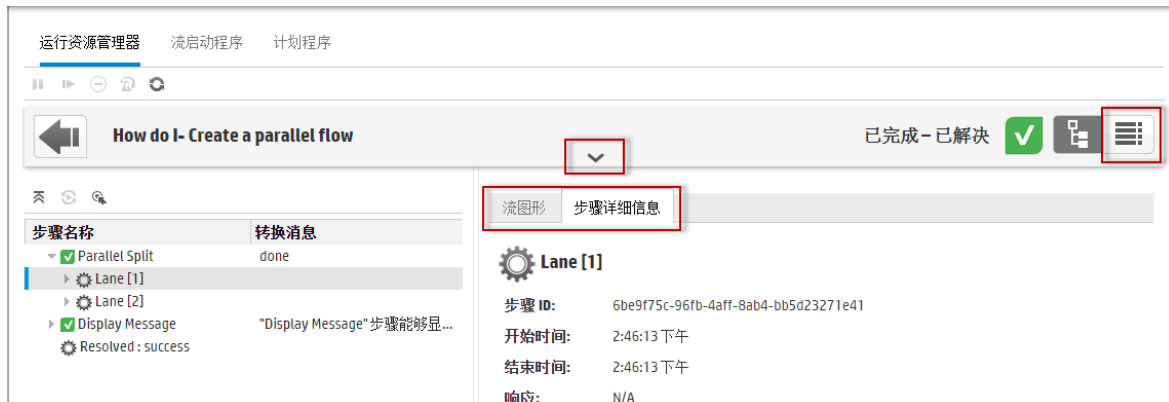 运行资源管理器 流启动程序 计划程序
How do I- Create a parallel flow 已完成–已解决
流图形 步骤详细信息
步骤名称 转换消息
Parallel Split done
Lane [1]
Lane [2]
Display Message "Display Message"步骤能够显...
Resolved : success
Lane [1]
步骤 ID: 6be9f75c-96fb-4aff-8ab4-bb5d23271e41
开始时间: 2:46:13 下午
结束时间: 2:46:13 下午
响应: N/A